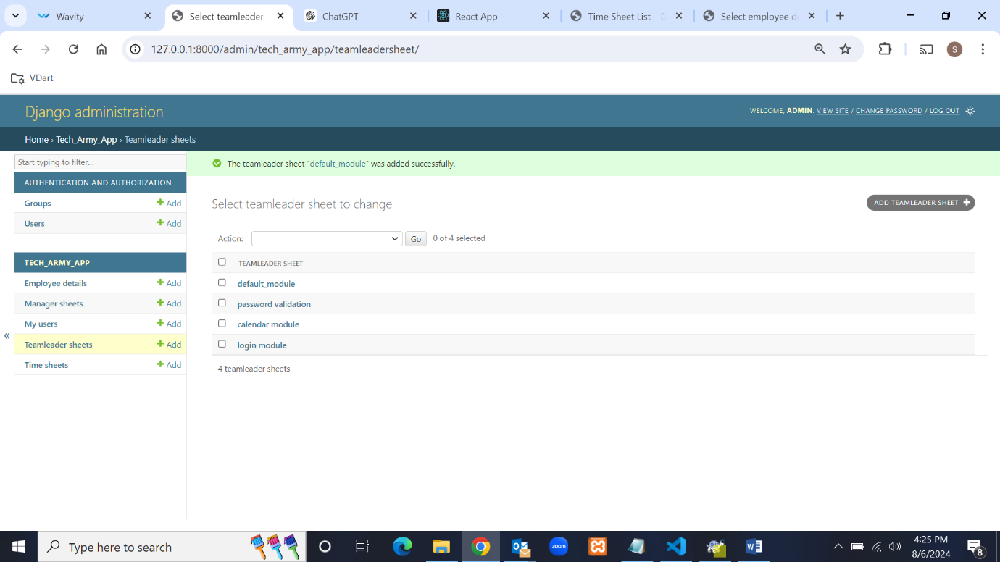 Wavity
Select teamleader
ChatGPT
React App
Time Sheet List – D
Select employee de
127.0.0.1:8000/admin/tech_army_app/teamleadersheet/
S
VDart
Django administration
WELCOME, ADMIN. VIEW SITE / CHANGE PASSWORD / LOG OUT
Home › Tech_Army_App › Teamleader sheets
Start typing to filter...
The teamleader sheet “default_module” was added successfully.
AUTHENTICATION AND AUTHORIZATION
Groups
Add
Users
Add
TECH_ARMY_APP
Employee details
Add
Manager sheets
Add
My users
Add
Teamleader sheets
Add
Time sheets
Add
«
Select teamleader sheet to change
ADD TEAMLEADER SHEET
Action:
---------
Go
0 of 4 selected
TEAMLEADER SHEET
default_module
password validation
calendar module
login module
4 teamleader sheets
Type here to search
zoom
4:25 PM
8/6/2024
8